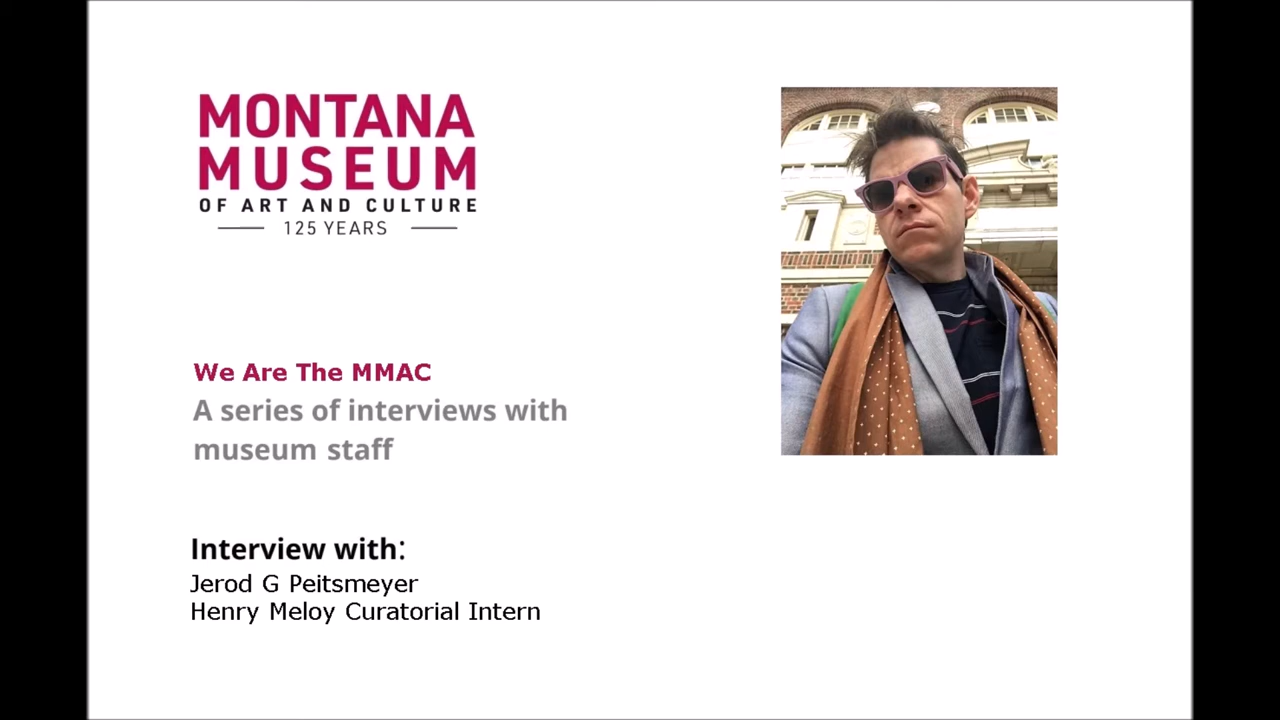 MONTANA
MUSEUM
OF ART AND CULTURE
125 YEARS
We Are The MMAC
A series of interviews with
museum staff
Interview with:
Jerod G Peitsmeyer
Henry Meloy Curatorial Intern